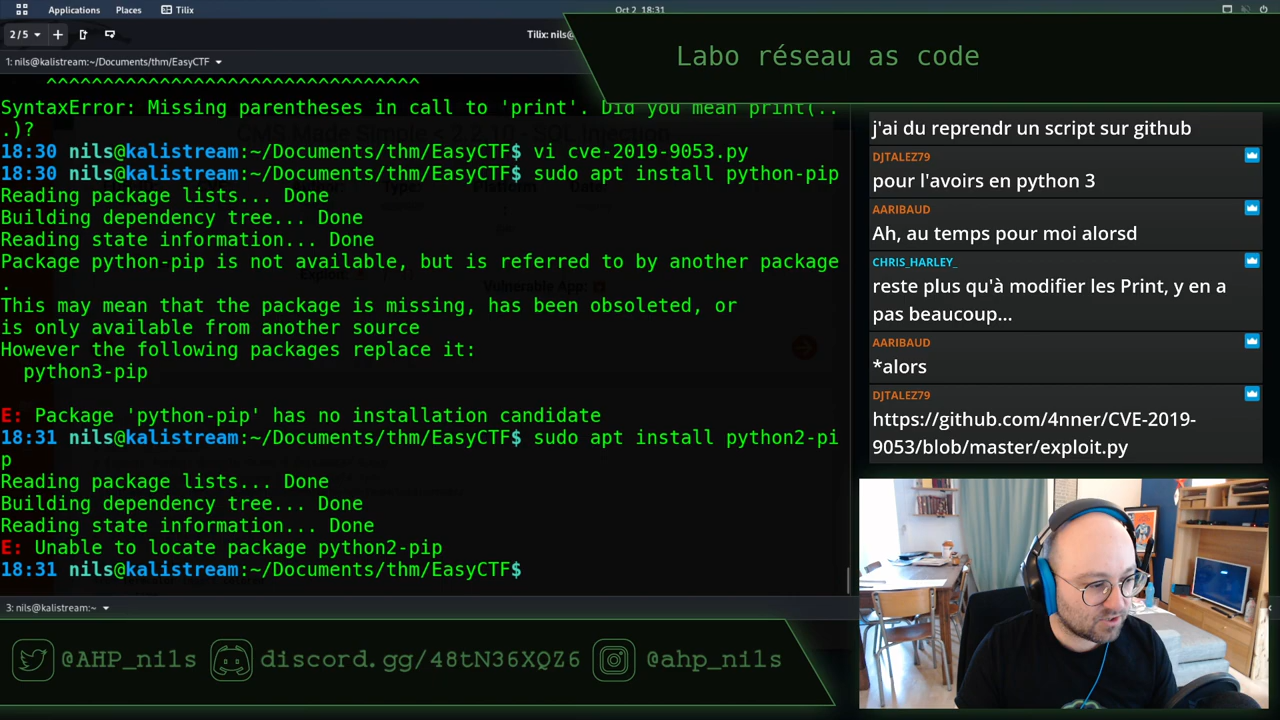 Applications Places Tilix
Oct 2 18:31
2/5
Tilix: nils@
Labo réseau as code
1: nils@kalistream:~/Documents/thm/EasyCTF
^^^^^^^^^^^^^^^^^^^^^^^^^^^^^^^^^
SyntaxError: Missing parentheses in call to 'print'. Did you mean print(..
.)?
18:30 nils@kalistream:~/Documents/thm/EasyCTF$ vi cve-2019-9053.py
18:30 nils@kalistream:~/Documents/thm/EasyCTF$ sudo apt install python-pip
Reading package lists... Done
Building dependency tree... Done
Reading state information... Done
Package python-pip is not available, but is referred to by another package
.
This may mean that the package is missing, has been obsoleted, or
is only available from another source
However the following packages replace it:
python3-pip
E: Package 'python-pip' has no installation candidate
18:31 nils@kalistream:~/Documents/thm/EasyCTF$ sudo apt install python2-pi
p
Reading package lists... Done
Building dependency tree... Done
Reading state information... Done
E: Unable to locate package python2-pip
18:31 nils@kalistream:~/Documents/thm/EasyCTF$
3: nils@kalistream:~
j'ai du reprendr un script sur github
DJTALEZ79
pour l'avoirs en python 3
AARIBAUD
Ah, au temps pour moi alorsd
CHRIS_HARLEY_
reste plus qu'à modifier les Print, y en a
pas beaucoup...
AARIBAUD
*alors
DJTALEZ79
https://github.com/4nner/CVE-2019-
9053/blob/master/exploit.py
@AHP_nils discord.gg/48tN36XQZ6 @ahp_nils